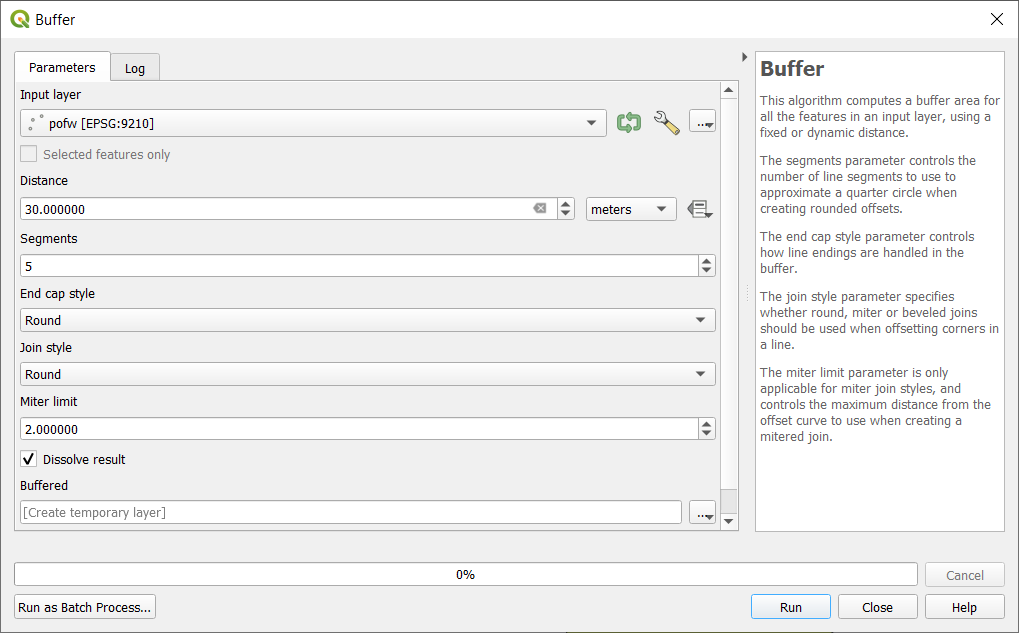 Buffer
Parameters
Log
Input layer
pofw [EPSG:9210]
...
Selected features only
Distance
30.000000
meters
Segments
5
End cap style
Round
Join style
Round
Miter limit
2.000000
Dissolve result
Buffered
[Create temporary layer]
...
Buffer
This algorithm computes a buffer area for
all the features in an input layer, using a
fixed or dynamic distance.
The segments parameter controls the
number of line segments to use to
approximate a quarter circle when
creating rounded offsets.
The end cap style parameter controls
how line endings are handled in the
buffer.
The join style parameter specifies
whether round, miter or beveled joins
should be used when offsetting corners in
a line.
The miter limit parameter is only
applicable for miter join styles, and
controls the maximum distance from the
offset curve to use when creating a
mitered join.
0%
Cancel
Run as Batch Process...
Run
Close
Help